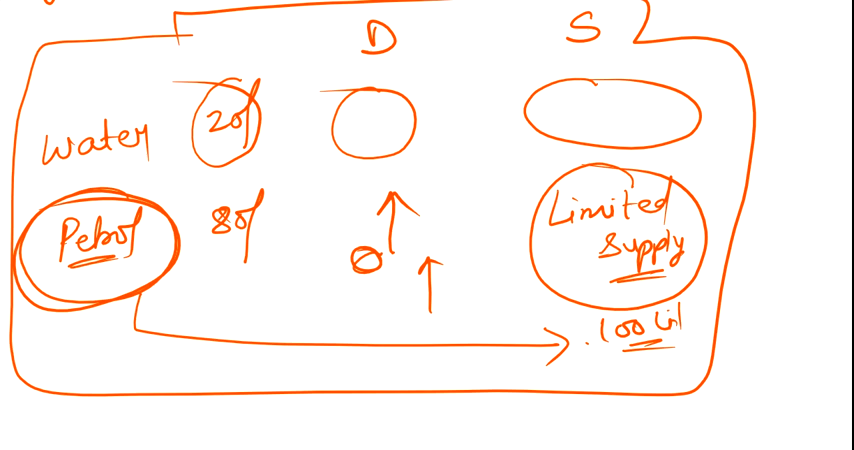 D S
Water 20/
Petrol 80/
Limited
Supply
100 Lit